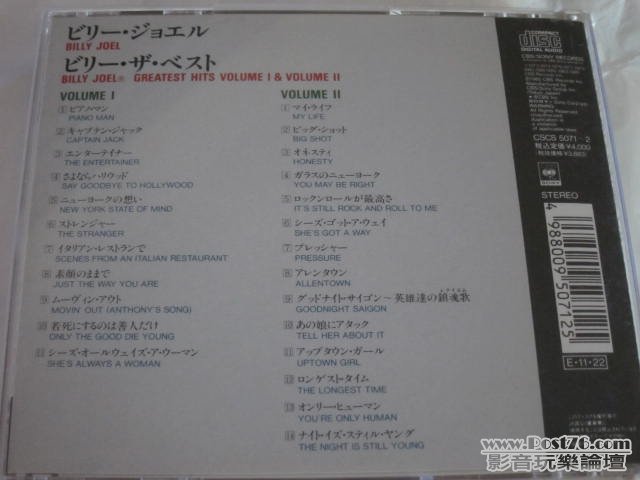 ビリー・ジョエル
BILLY JOEL
ビリー・ザ・ベスト
BILLY JOEL® GREATEST HITS VOLUME I & VOLUME II
VOLUME I
1 ピアノ・マン
PIANO MAN
2 キャプテン・ジャック
CAPTAIN JACK
3 エンターテイナー
THE ENTERTAINER
4 さよならハリウッド
SAY GOODBYE TO HOLLYWOOD
5 ニューヨークの想い
NEW YORK STATE OF MIND
6 ストレンジャー
THE STRANGER
7 イタリアン・レストランで
SCENES FROM AN ITALIAN RESTAURANT
8 素顔のままで
JUST THE WAY YOU ARE
9 ムーヴィン・アウト
MOVIN' OUT (ANTHONY'S SONG)
10 若死にするのは善人だけ
ONLY THE GOOD DIE YOUNG
11 シーズ・オールウェイズ・ア・ウーマン
SHE'S ALWAYS A WOMAN
VOLUME II
1 マイ・ライフ
MY LIFE
2 ビッグ・ショット
BIG SHOT
3 オネスティ
HONESTY
4 ガラスのニューヨーク
YOU MAY BE RIGHT
5 ロックンロールが最高さ
IT'S STILL ROCK AND ROLL TO ME
6 シーズ・ゴット・ア・ウェイ
SHE'S GOT A WAY
7 プレッシャー
PRESSURE
8 アレンタウン
ALLENTOWN
9 グッドナイト・サイゴン〜英雄達の鎮魂歌
GOODNIGHT SAIGON
10 あの娘にアタック
TELL HER ABOUT IT
11 アップタウン・ガール
UPTOWN GIRL
12 ロンゲスト・タイム
THE LONGEST TIME
13 オンリー・ヒューマン
YOU'RE ONLY HUMAN
14 ナイト・イズ・スティル・ヤング
THE NIGHT IS STILL YOUNG
COMPACT
disc
DIGITAL AUDIO
CBS/SONY RECORDS
CSCS 5071-2
税込定価¥4,000
(税抜価格¥3,883)
SONY
STEREO
4 988009 507125
E・11・22
www.Post76.com
影音玩樂論壇